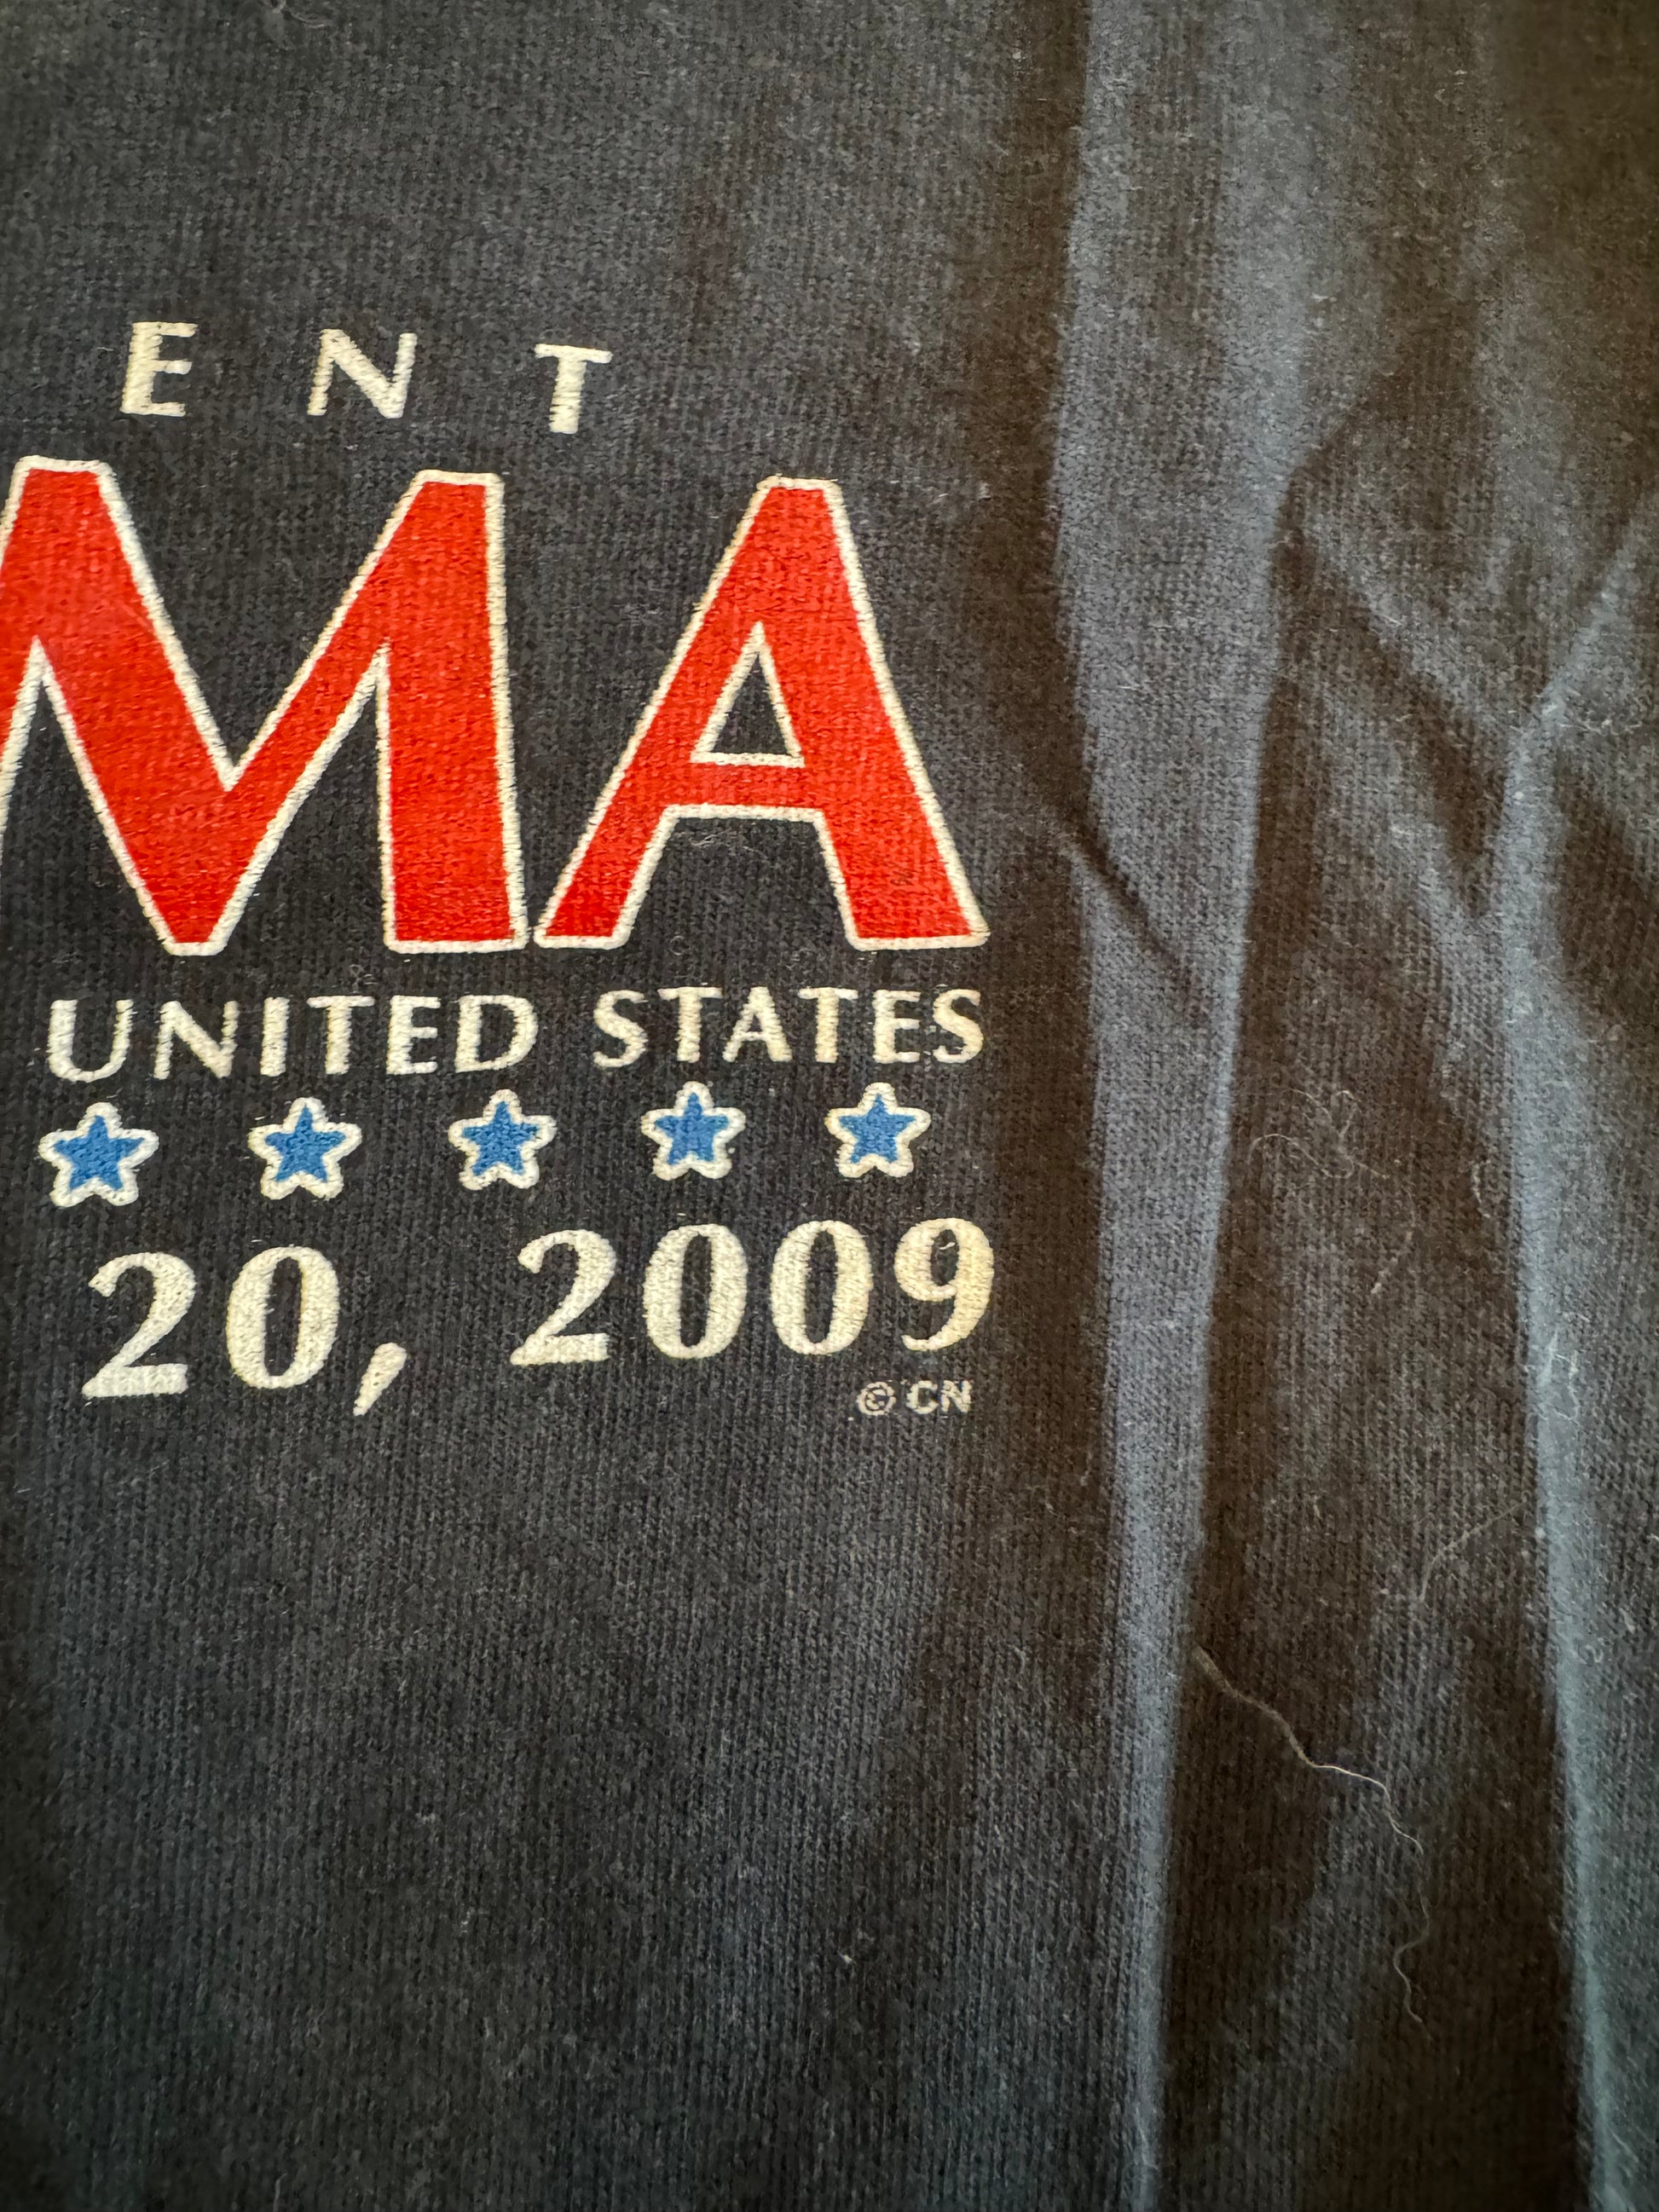 ENT
MA
UNITED STATES
20, 2009
© CN